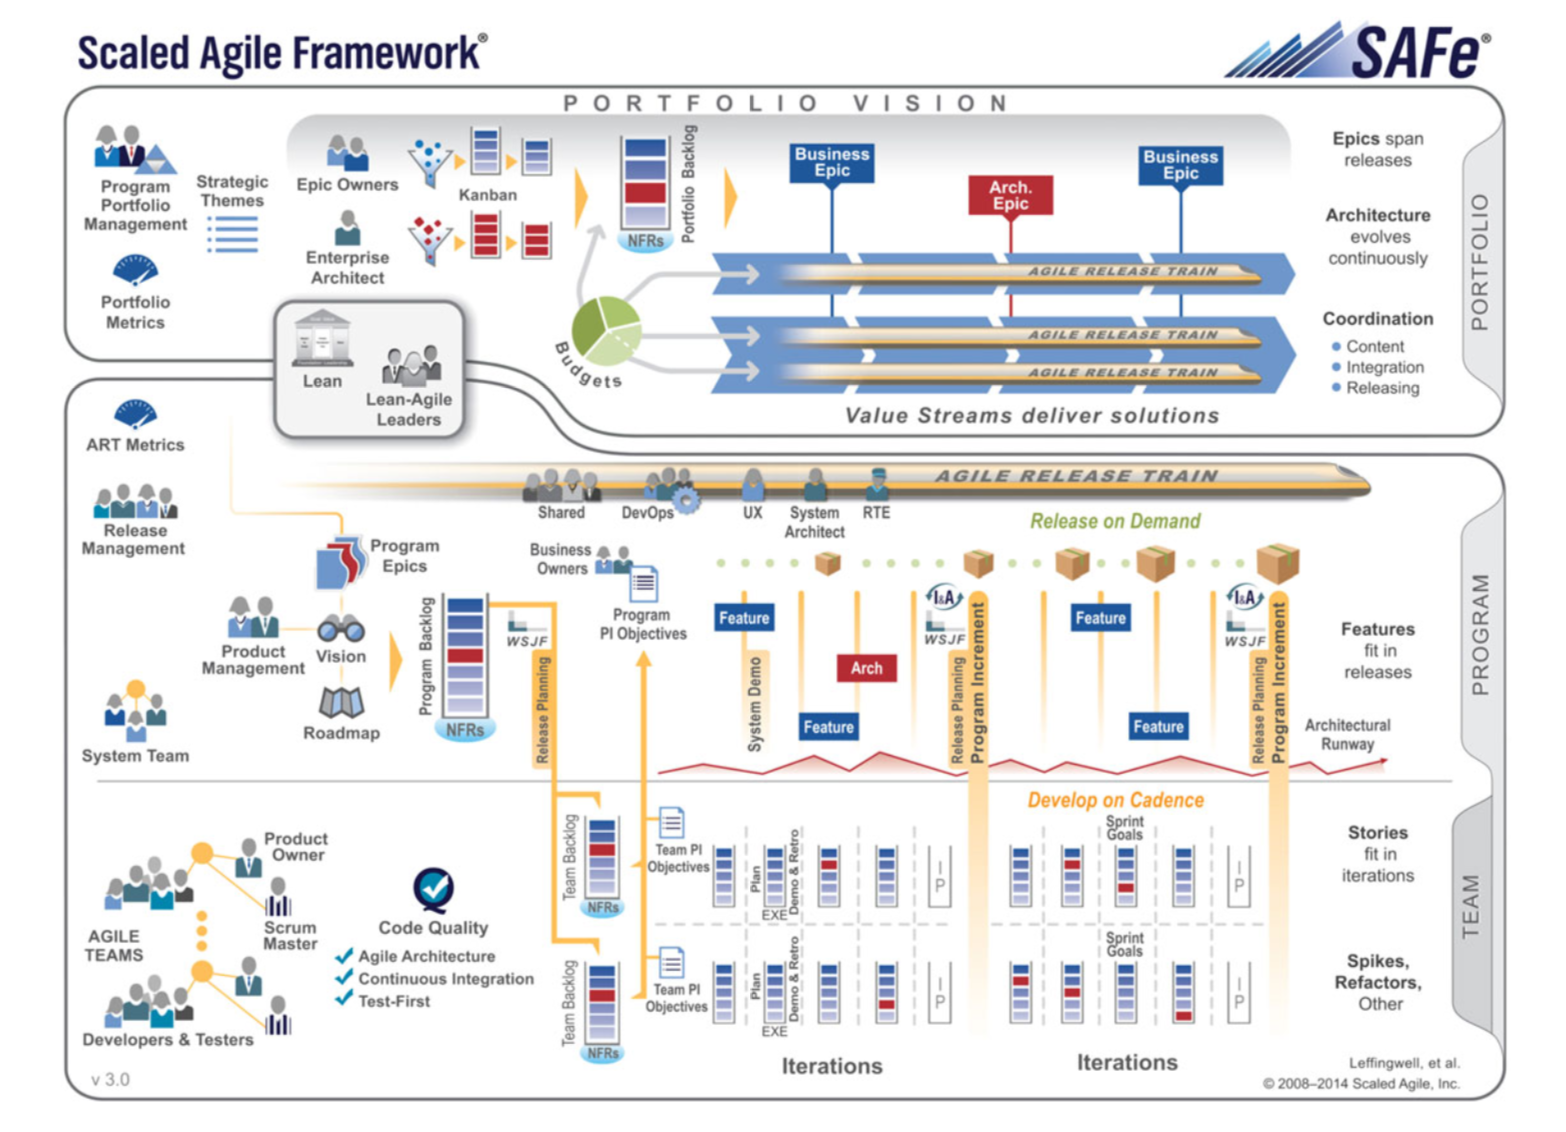 Scaled Agile Framework®
SAFe®
PORTFOLIO VISION
Program
Portfolio
Management
Strategic
Themes
Portfolio
Metrics
Epic Owners
Enterprise
Architect
Kanban
NFRs
Portfolio Backlog
Budgets
Business
Epic
Arch.
Epic
Business
Epic
AGILE RELEASE TRAIN
AGILE RELEASE TRAIN
AGILE RELEASE TRAIN
Value Streams deliver solutions
Epics span
releases
Architecture
evolves
continuously
Coordination
Content
Integration
Releasing
PORTFOLIO
Lean
Lean-Agile
Leaders
ART Metrics
Release
Management
System Team
Program
Epics
Product
Management
Vision
Roadmap
Program Backlog
NFRs
WSJF
Release Planning
AGILE RELEASE TRAIN
Shared
DevOps
UX
System
Architect
RTE
Business
Owners
Program
PI Objectives
Release on Demand
Feature
System Demo
Feature
Arch
I&A
WSJF
Release Planning
Program Increment
Feature
Feature
I&A
WSJF
Release Planning
Program Increment
Architectural
Runway
Features
fit in
releases
PROGRAM
Develop on Cadence
AGILE
TEAMS
Product
Owner
Scrum
Master
Developers & Testers
Code Quality
Agile Architecture
Continuous Integration
Test-First
Team Backlog
NFRs
Team PI
Objectives
Plan
EXE
Demo & Retro
I
P
Sprint
Goals
I
P
Team Backlog
NFRs
Team PI
Objectives
Plan
EXE
Demo & Retro
I
P
Sprint
Goals
I
P
Iterations
Iterations
Stories
fit in
iterations
Spikes,
Refactors,
Other
TEAM
v 3.0
Leffingwell, et al.
© 2008–2014 Scaled Agile, Inc.